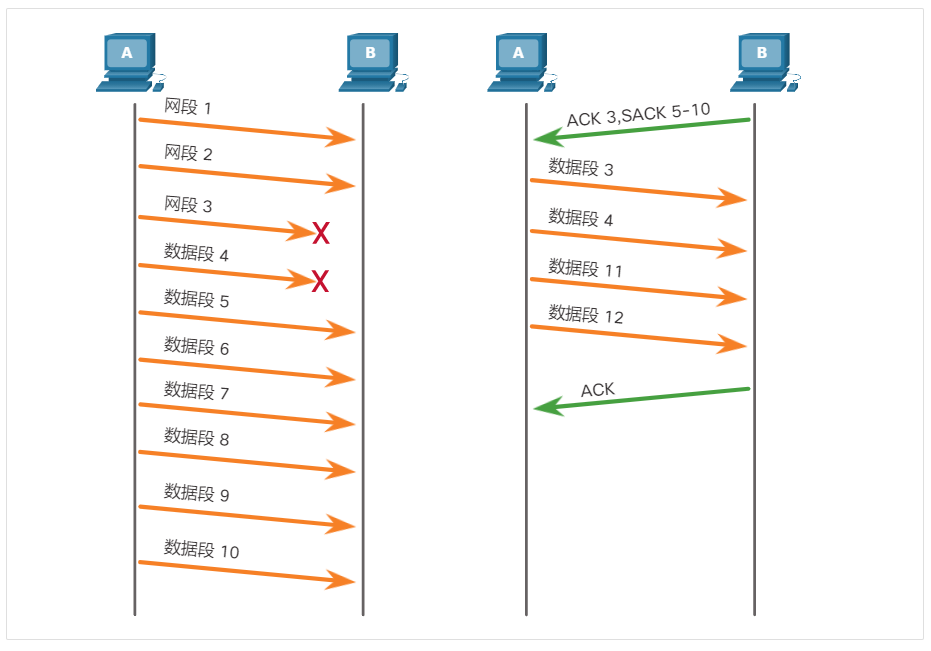 A
B
网段 1
网段 2
网段 3
X
数据段 4
X
数据段 5
数据段 6
数据段 7
数据段 8
数据段 9
数据段 10
A
B
ACK 3,SACK 5-10
数据段 3
数据段 4
数据段 11
数据段 12
ACK